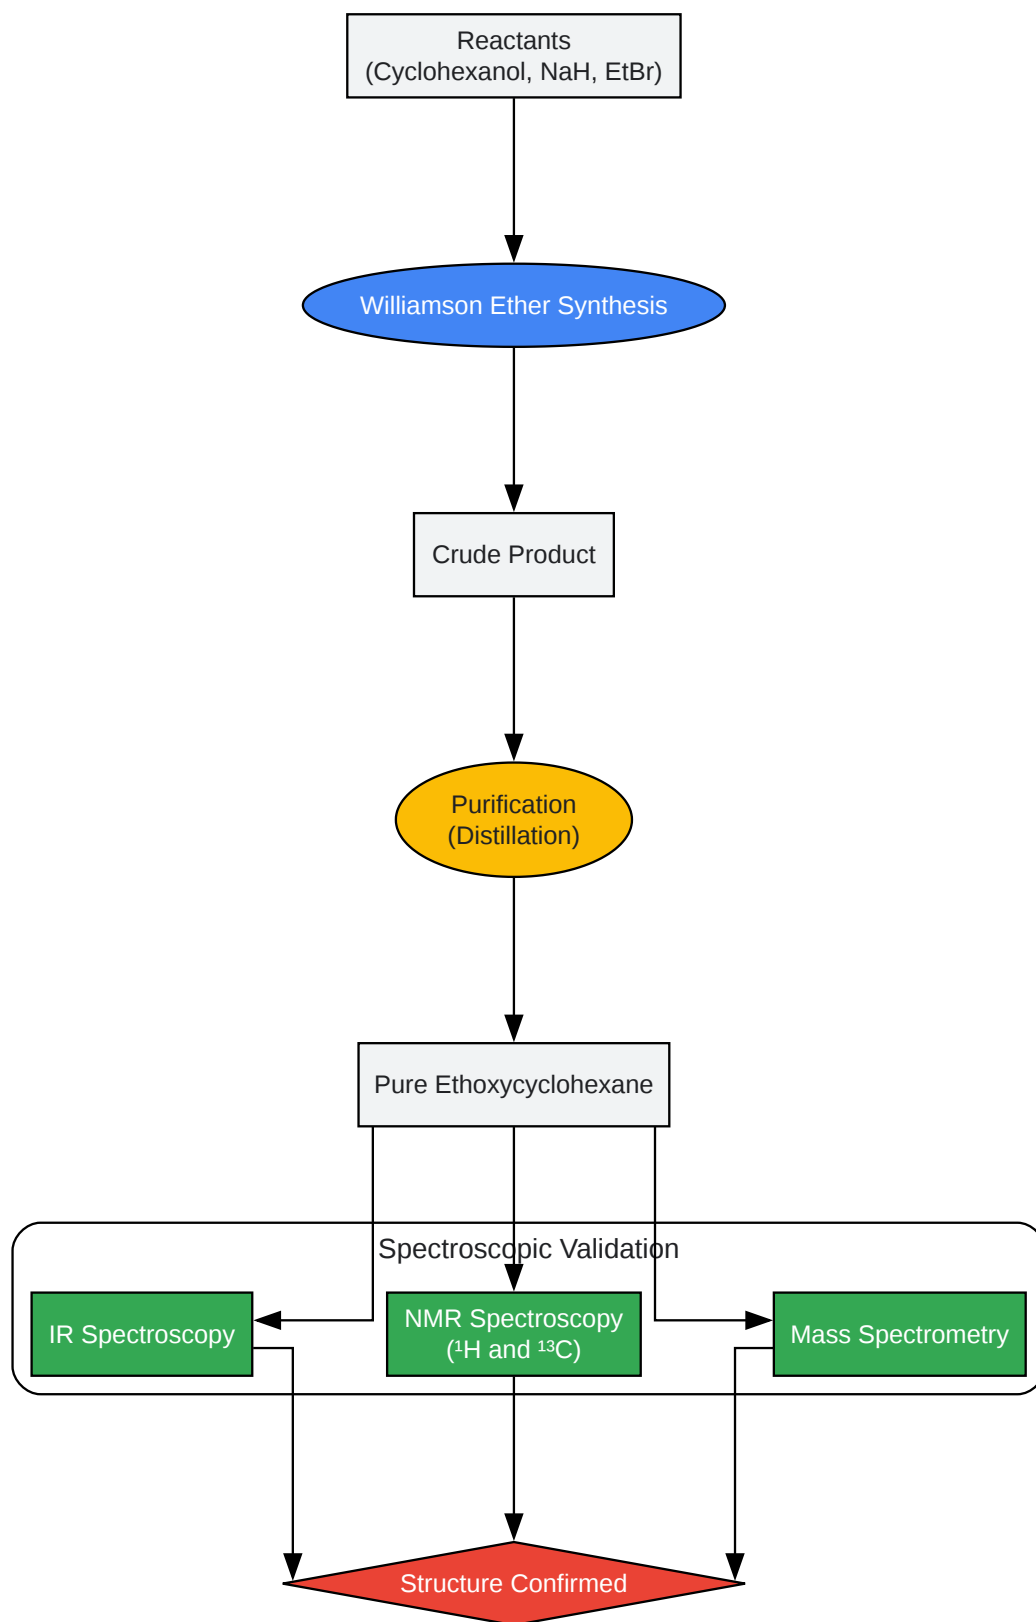 Reactants
(Cyclohexanol, NaH, EtBr)
Williamson Ether Synthesis
Crude Product
Purification
(Distillation)
Pure Ethoxycyclohexane
Spectroscopic Validation
IR Spectroscopy
NMR Spectroscopy
(¹H and ¹³C)
Mass Spectrometry
Structure Confirmed